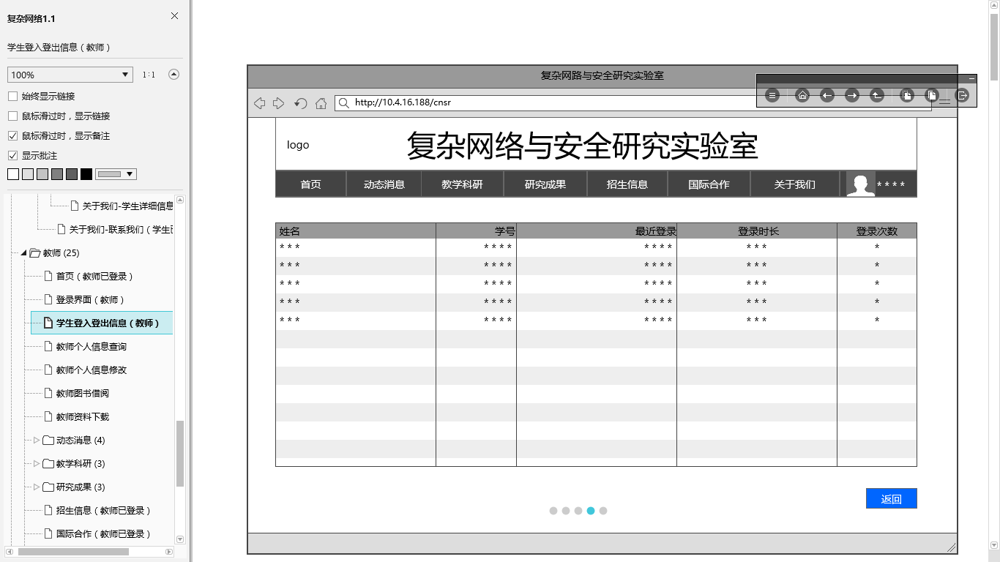 复杂网络1.1
学生登入登出信息（教师）
100%
1:1
始终显示链接
鼠标滑过时，显示链接
鼠标滑过时，显示备注
显示批注
关于我们-学生详细信息
关于我们-联系我们（学生
教师 (25)
首页（教师已登录）
登录界面（教师）
学生登入登出信息（教师）
教师个人信息查询
教师个人信息修改
教师图书借阅
教师资料下载
动态消息 (4)
教学科研 (3)
研究成果 (3)
招生信息（教师已登录）
国际合作（教师已登录）
复杂网路与安全研究实验室
http://10.4.16.188/cnsr
logo
复杂网络与安全研究实验室
首页 动态消息 教学科研 研究成果 招生信息 国际合作 关于我们 ****
姓名 学号 最近登录 登录时长 登录次数
*** **** **** *** *
*** **** **** *** *
*** **** **** *** *
*** **** **** *** *
*** **** **** *** *
返回